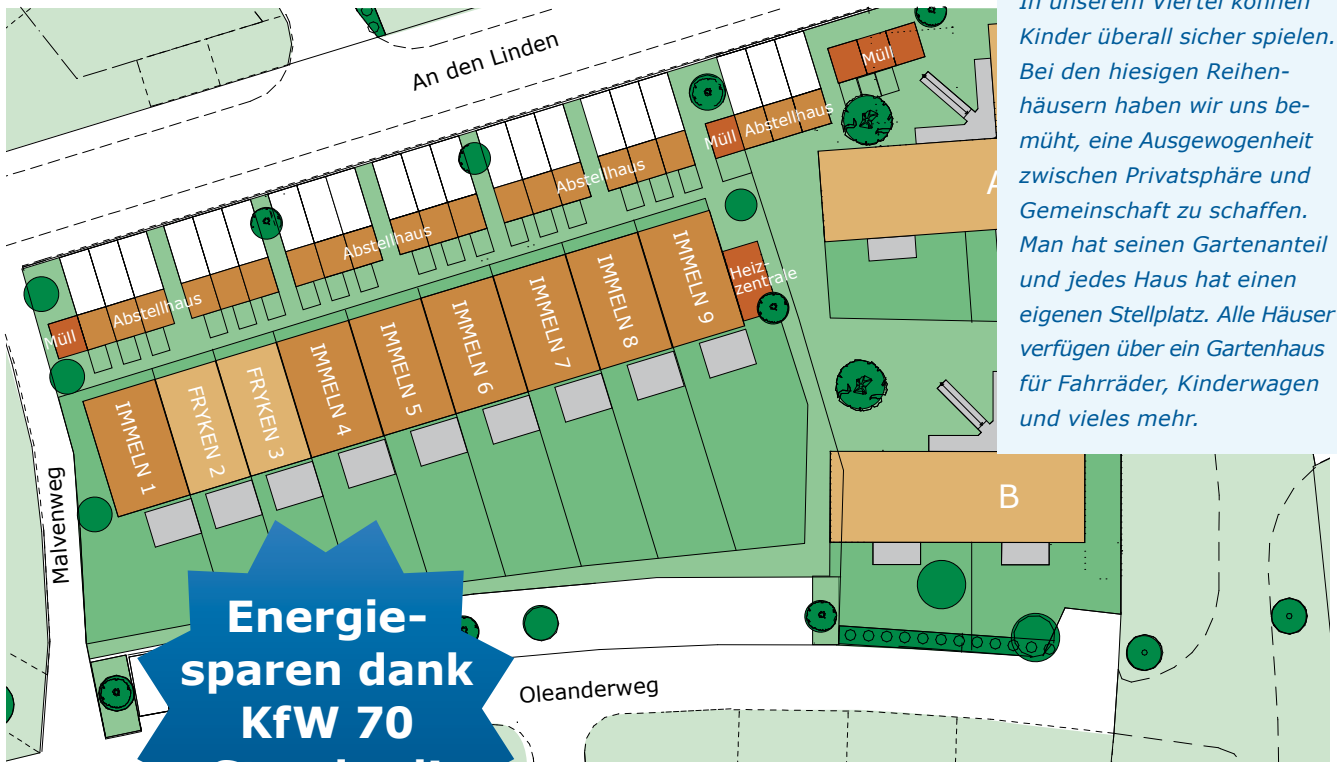 An den Linden
Müll
Abstellhaus
Müll
Abstellhaus
Abstellhaus
Abstellhaus
Müll
Heiz-
zentrale
IMMELN 1
FRYKEN 2
FRYKEN 3
IMMELN 4
IMMELN 5
IMMELN 6
IMMELN 7
IMMELN 8
IMMELN 9
B
Malvenweg
Oleanderweg
Energie-
sparen dank
KfW 70
In unserem Viertel können
Kinder überall sicher spielen.
Bei den hiesigen Reihen-
häusern haben wir uns be-
müht, eine Ausgewogenheit
zwischen Privatsphäre und
Gemeinschaft zu schaffen.
Man hat seinen Gartenanteil
und jedes Haus hat einen
eigenen Stellplatz. Alle Häuser
verfügen über ein Gartenhaus
für Fahrräder, Kinderwagen
und vieles mehr.